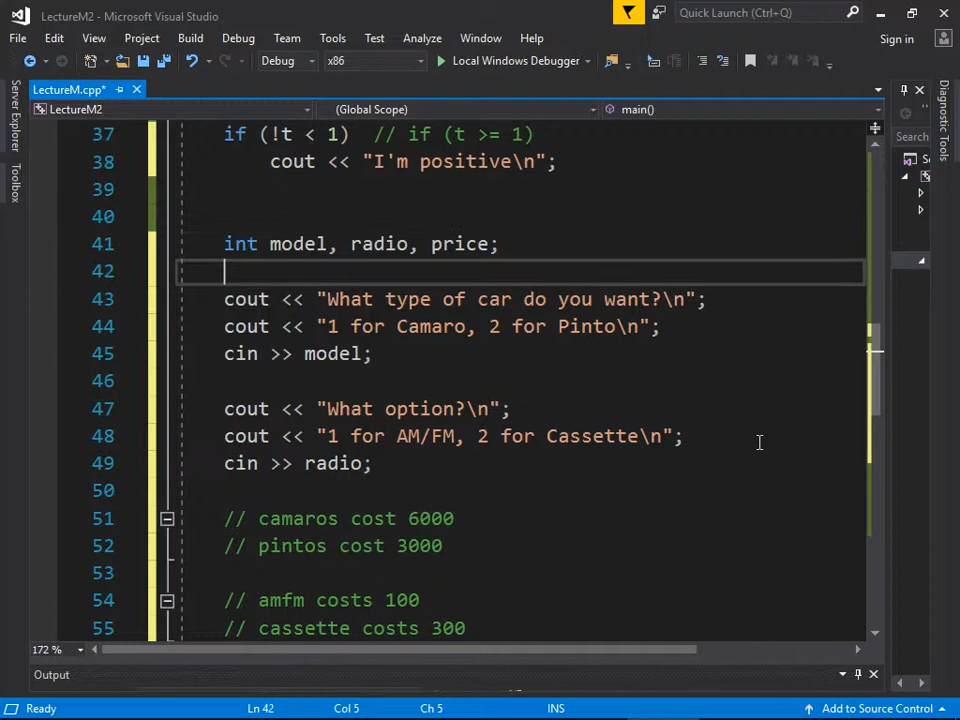 LectureM2 - Microsoft Visual Studio
Quick Launch (Ctrl+Q)
File Edit View Project Build Debug Team Tools Test Analyze Window Help
Sign in
Debug x86 Local Windows Debugger
Server Explorer
Toolbox
LectureM2.cpp*
LectureM2 (Global Scope) main()
Search
Diagnostic Tools
37 if (!t < 1) // if (t >= 1)
38 cout << "I'm positive\n";
39
40
41 int model, radio, price;
42
43 cout << "What type of car do you want?\n";
44 cout << "1 for Camaro, 2 for Pinto\n";
45 cin >> model;
46
47 cout << "What option?\n";
48 cout << "1 for AM/FM, 2 for Cassette\n";
49 cin >> radio;
50
51 // camaros cost 6000
52 // pintos cost 3000
53
54 // amfm costs 100
55 // cassette costs 300
172 %
Output
Ready Ln 42 Col 5 Ch 5 INS Add to Source Control